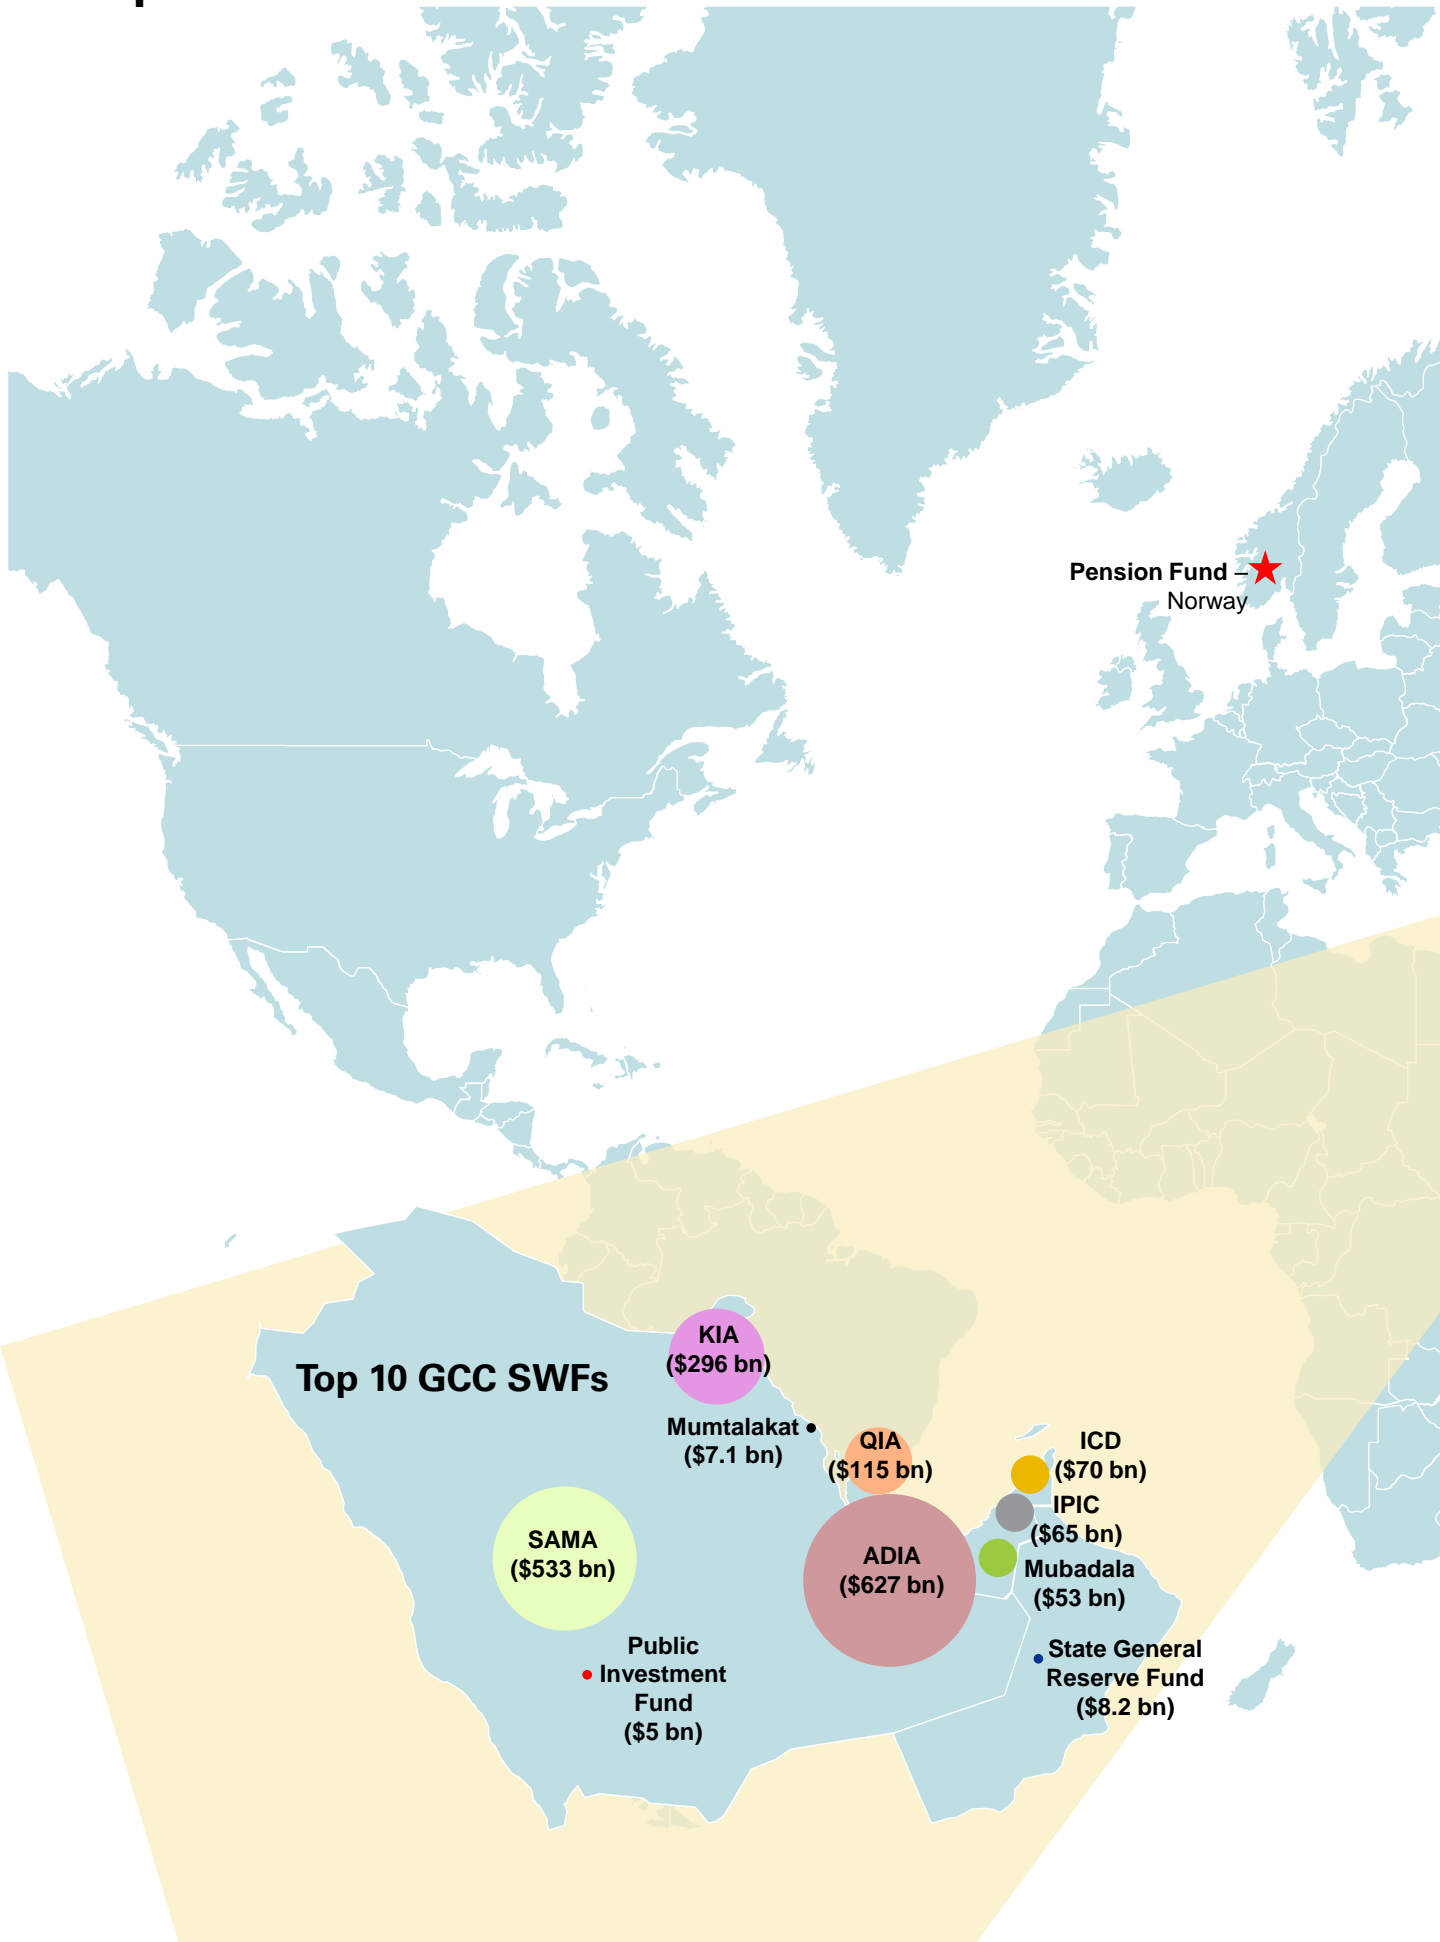 Pension Fund –
Norway
Top 10 GCC SWFs
KIA
($296 bn)
Mumtalakat
($7.1 bn)
QIA
($115 bn)
ICD
($70 bn)
IPIC
($65 bn)
SAMA
($533 bn)
ADIA
($627 bn)
Mubadala
($53 bn)
Public
Investment
Fund
($5 bn)
State General
Reserve Fund
($8.2 bn)